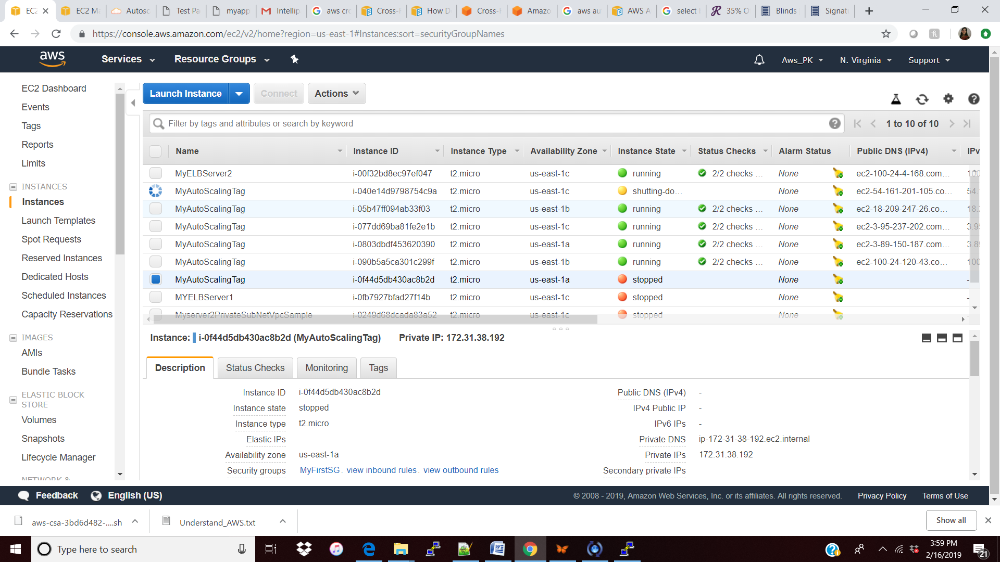 EC2
EC2 Ma
Autosc
Test Pa
myapp
Intellip
aws cro
Cross-R
How D
Cross-R
Amazo
aws au
AWS A
select
35% O
Blinds
Signat
https://console.aws.amazon.com/ec2/v2/home?region=us-east-1#Instances:sort=securityGroupNames
aws Services Resource Groups Aws_PK N. Virginia Support
EC2 Dashboard
Events
Tags
Reports
Limits
INSTANCES
Instances
Launch Templates
Spot Requests
Reserved Instances
Dedicated Hosts
Scheduled Instances
Capacity Reservations
IMAGES
AMIs
Bundle Tasks
ELASTIC BLOCK
STORE
Volumes
Snapshots
Lifecycle Manager
NETWORK &
Launch Instance Connect Actions
Filter by tags and attributes or search by keyword 1 to 10 of 10
Name Instance ID Instance Type Availability Zone Instance State Status Checks Alarm Status Public DNS (IPv4) IPv
MyELBServer2 i-00f32bd8ec97ef047 t2.micro us-east-1c running 2/2 checks ... None ec2-100-24-4-168.com... 100
MyAutoScalingTag i-040e14d9798754c9a t2.micro us-east-1c shutting-do... None ec2-54-161-201-105.co... 54.
MyAutoScalingTag i-05b47ff094ab33f03 t2.micro us-east-1b running 2/2 checks ... None ec2-18-209-247-26.co... 18.2
MyAutoScalingTag i-077dd69ba81fe2e1b t2.micro us-east-1c running 2/2 checks ... None ec2-3-95-237-202.com... 3.95
MyAutoScalingTag i-0803dbdf453620390 t2.micro us-east-1a running 2/2 checks ... None ec2-3-89-150-187.com... 3.89
MyAutoScalingTag i-090b5a5ca301c299f t2.micro us-east-1b running 2/2 checks ... None ec2-100-24-120-43.co... 100
MyAutoScalingTag i-0f44d5db430ac8b2d t2.micro us-east-1a stopped None -
MYELBServer1 i-0fb7927bfad27f14b t2.micro us-east-1c stopped None -
Myserver2PrivateSubNetVpcSample i-0249d68dcada83a52 t2.micro us-east-1c stopped None -
Instance: i-0f44d5db430ac8b2d (MyAutoScalingTag) Private IP: 172.31.38.192
Description Status Checks Monitoring Tags
Instance ID i-0f44d5db430ac8b2d Public DNS (IPv4) -
Instance state stopped IPv4 Public IP -
Instance type t2.micro IPv6 IPs -
Elastic IPs Private DNS ip-172-31-38-192.ec2.internal
Availability zone us-east-1a Private IPs 172.31.38.192
Security groups MyFirstSG. view inbound rules. view outbound rules Secondary private IPs
Feedback English (US) © 2008 - 2019, Amazon Web Services, Inc. or its affiliates. All rights reserved. Privacy Policy Terms of Use
aws-csa-3bd6d482-....sh Understand_AWS.txt Show all
Type here to search
3:59 PM
2/16/2019
21